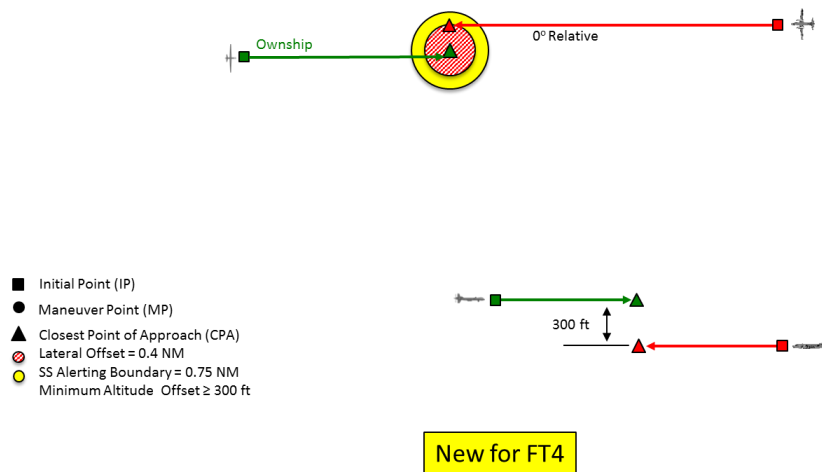 Ownship
0° Relative
Initial Point (IP)
Maneuver Point (MP)
Closest Point of Approach (CPA)
Lateral Offset = 0.4 NM
SS Alerting Boundary = 0.75 NM
Minimum Altitude Offset ≥ 300 ft
300 ft
New for FT4